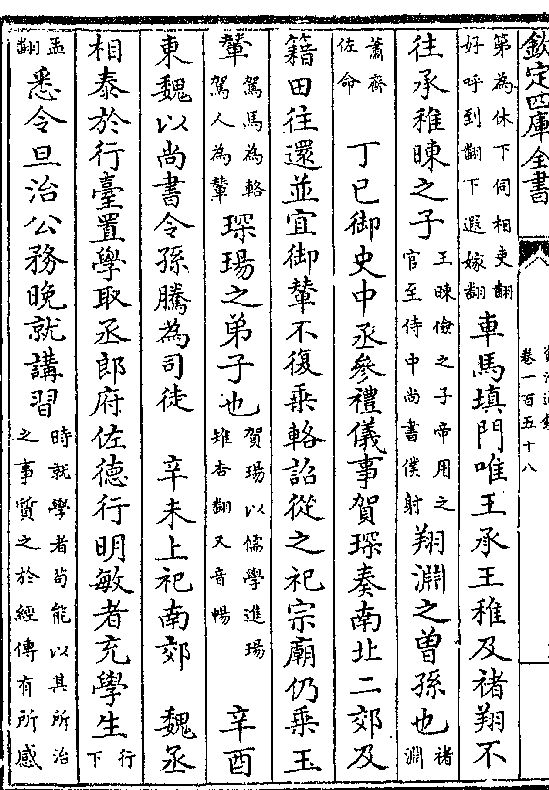 欽定四庫全書
卷一百五十八
第為休下伺相吏翻
好呼到翻下遐嫁翻
車馬填門唯王承王稚及褚翔不
往承稚暕之子
王暕儉之子帝用之
官至侍中尚書僕射
翔淵之曾孫也
褚
淵
蕭齊
佐命
丁巳御史中丞參禮儀事賀琛奏南北二郊及
籍田往還並宜御輦不復乗輅詔從之祀宗廟仍乗玉
輦
駕馬為輅
駕人為輦
琛瑒之弟子也
賀瑒以儒學進瑒
雉杏翻又音暢
辛酉
東魏以尚書令孫騰為司徒　辛未上祀南郊　魏丞
相泰於行臺置學取丞郎府佐德行明敏者充學生
行
下
孟
翻
悉令旦治公務晚就講習
時就學者苟能以其所治
之事質之於經傳有所感